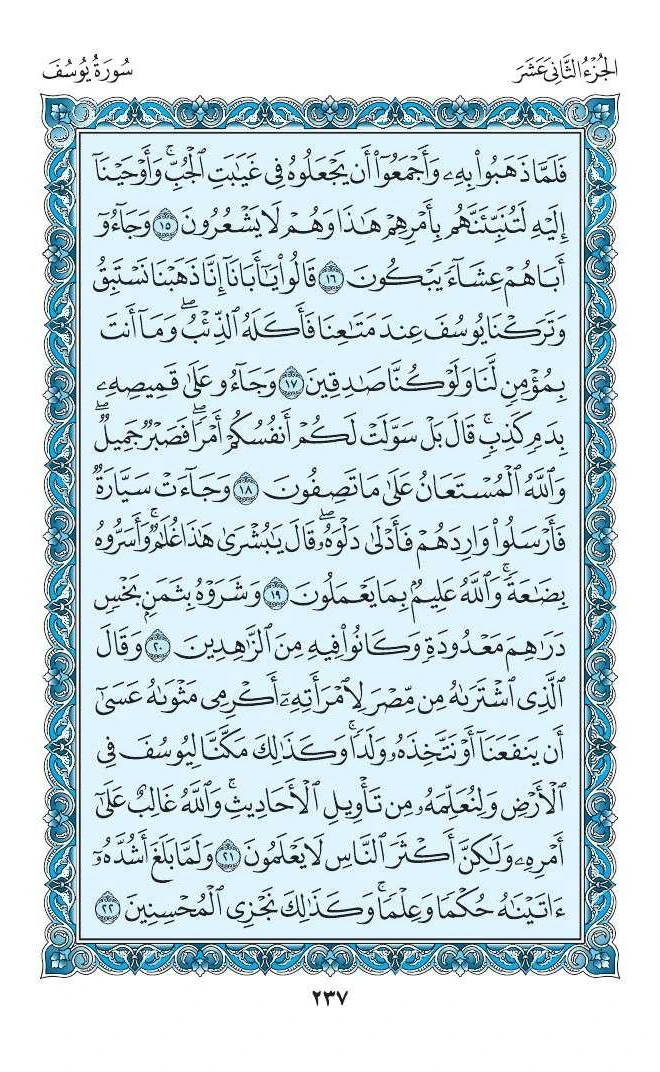 الجُزْءُ الثَّانِي عَشَرَ
سُورَةُ يُوسُفَ
فَلَمَّا ذَهَبُوا۟ بِهِۦ وَأَجْمَعُوٓا۟ أَن يَجْعَلُوهُ فِى غَيَـٰبَتِ ٱلْجُبِّ ۚ وَأَوْحَيْنَآ
إِلَيْهِ لَتُنَبِّئَنَّهُم بِأَمْرِهِمْ هَـٰذَا وَهُمْ لَا يَشْعُرُونَ ١٥ وَجَآءُوٓ
أَبَاهُمْ عِشَآءً يَبْكُونَ ١٦ قَالُوا۟ يَـٰٓأَبَانَآ إِنَّا ذَهَبْنَا نَسْتَبِقُ
وَتَرَكْنَا يُوسُفَ عِندَ مَتَـٰعِنَا فَأَكَلَهُ ٱلذِّئْبُ ۖ وَمَآ أَنتَ
بِمُؤْمِنٍ لَّنَا وَلَوْ كُنَّا صَـٰدِقِينَ ١٧ وَجَآءُو عَلَىٰ قَمِيصِهِۦ
بِدَمٍ كَذِبٍ ۚ قَالَ بَلْ سَوَّلَتْ لَكُمْ أَنفُسُكُمْ أَمْرًا ۖ فَصَبْرٌ جَمِيلٌ ۖ
وَٱللَّهُ ٱلْمُسْتَعَانُ عَلَىٰ مَا تَصِفُونَ ١٨ وَجَآءَتْ سَيَّارَةٌ
فَأَرْسَلُوا۟ وَارِدَهُمْ فَأَدْلَىٰ دَلْوَهُۥ ۖ قَالَ يَـٰبُشْرَىٰ هَـٰذَا غُلَـٰمٌ ۚ وَأَسَرُّوهُ
بِضَـٰعَةً ۚ وَٱللَّهُ عَلِيمٌۢ بِمَا يَعْمَلُونَ ١٩ وَشَرَوْهُ بِثَمَنٍۭ بَخْسٍ
دَرَٰهِمَ مَعْدُودَةٍ وَكَانُوا۟ فِيهِ مِنَ ٱلزَّٰهِدِينَ ٢٠ وَقَالَ
ٱلَّذِى ٱشْتَرَىٰهُ مِن مِّصْرَ لِٱمْرَأَتِهِۦٓ أَكْرِمِى مَثْوَىٰهُ عَسَىٰٓ
أَن يَنفَعَنَآ أَوْ نَتَّخِذَهُۥ وَلَدًا ۚ وَكَذَٰلِكَ مَكَّنَّا لِيُوسُفَ فِى
ٱلْأَرْضِ وَلِنُعَلِّمَهُۥ مِن تَأْوِيلِ ٱلْأَحَادِيثِ ۚ وَٱللَّهُ غَالِبٌ عَلَىٰٓ
أَمْرِهِۦ وَلَـٰكِنَّ أَكْثَرَ ٱلنَّاسِ لَا يَعْلَمُونَ ٢١ وَلَمَّا بَلَغَ أَشُدَّهُۥٓ
ءَاتَيْنَـٰهُ حُكْمًا وَعِلْمًا ۚ وَكَذَٰلِكَ نَجْزِى ٱلْمُحْسِنِينَ ٢٢
٢٣٧